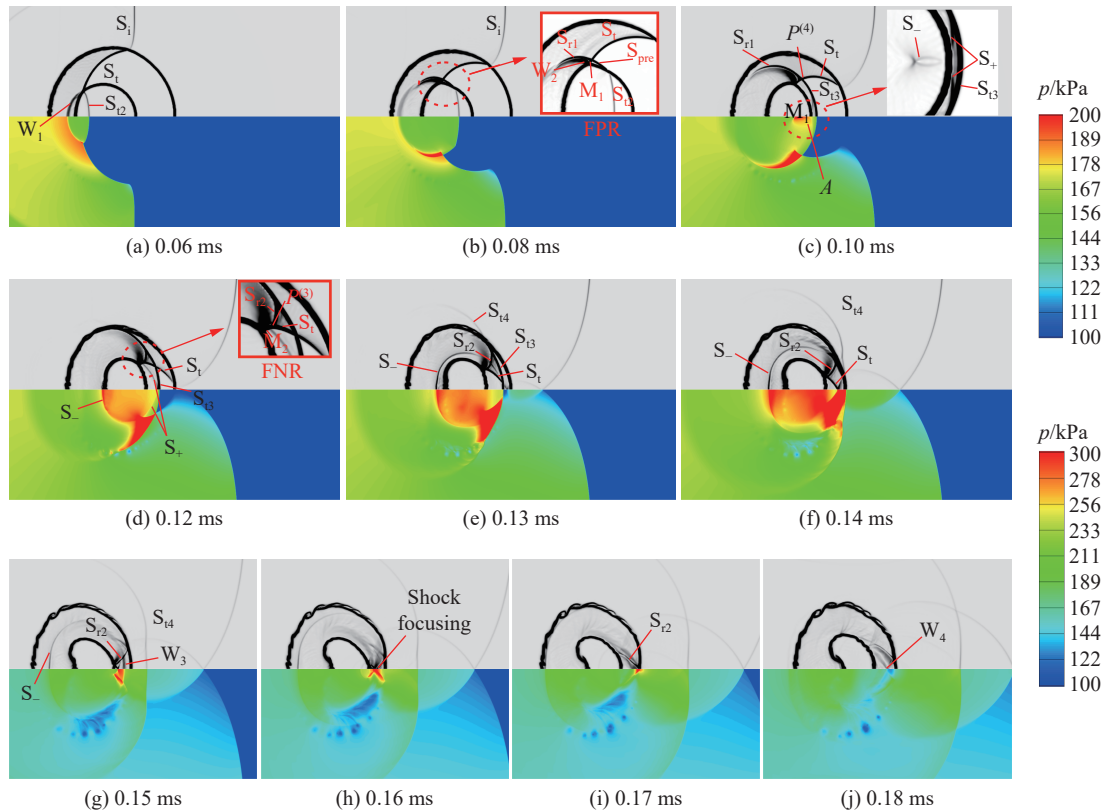 S_i
S_t
S_t2
W_1
(a) 0.06 ms
S_i
S_r1
S_t
S_pre
W_2
M_1
FPR
(b) 0.08 ms
S_r1
P^(4)
S_t
S_t3
M_1
A
S_-
S_+
S_t3
(c) 0.10 ms
p/kPa
200
189
178
167
156
144
133
122
111
100
S_r2
P^(3)
S_t
M_2
FNR
S_t
S_t3
S_-
S_+
(d) 0.12 ms
S_t4
S_r2
S_t3
S_-
S_t
(e) 0.13 ms
S_t4
S_r2
S_t
(f) 0.14 ms
p/kPa
300
278
256
233
211
189
167
144
122
100
S_t4
S_r2
W_3
S_-
(g) 0.15 ms
Shock
focusing
(h) 0.16 ms
S_r2
(i) 0.17 ms
W_4
(j) 0.18 ms